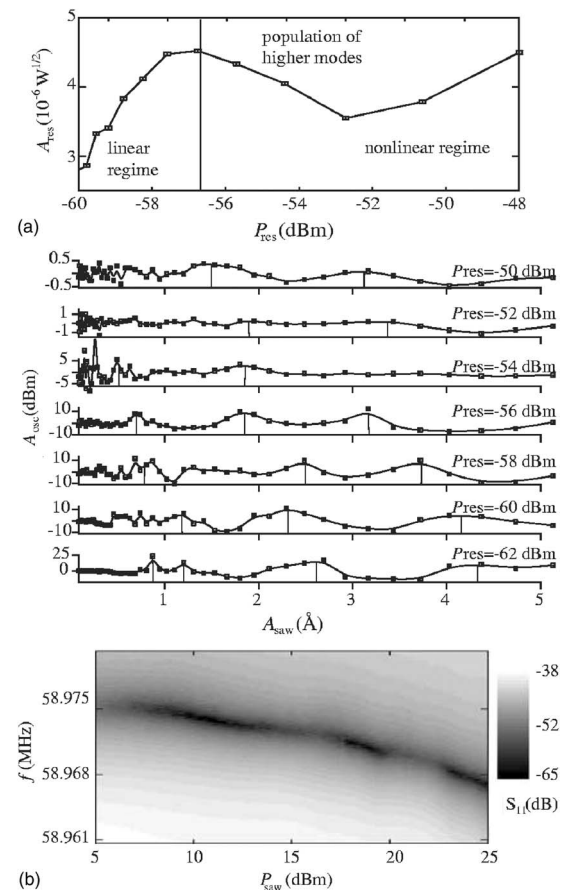 5
4
3
A_res (10^-6 W^1/2)
population of
higher modes
linear
regime
nonlinear regime
-60 -58 -56 -54 -52 -50 -48
(a)
P_res (dBm)
0.5
-0.5
Pres=-50 dBm
1
-1
Pres=-52 dBm
5
-5
Pres=-54 dBm
A_osc (dBm)
10
-10
Pres=-56 dBm
10
-10
Pres=-58 dBm
10
-10
Pres=-60 dBm
25
0
Pres=-62 dBm
1 2 3 4 5
A_saw (Å)
58.975
58.968
58.961
f (MHz)
-38
-52
-65
S_11 (dB)
5 10 15 20 25
(b)
P_saw (dBm)